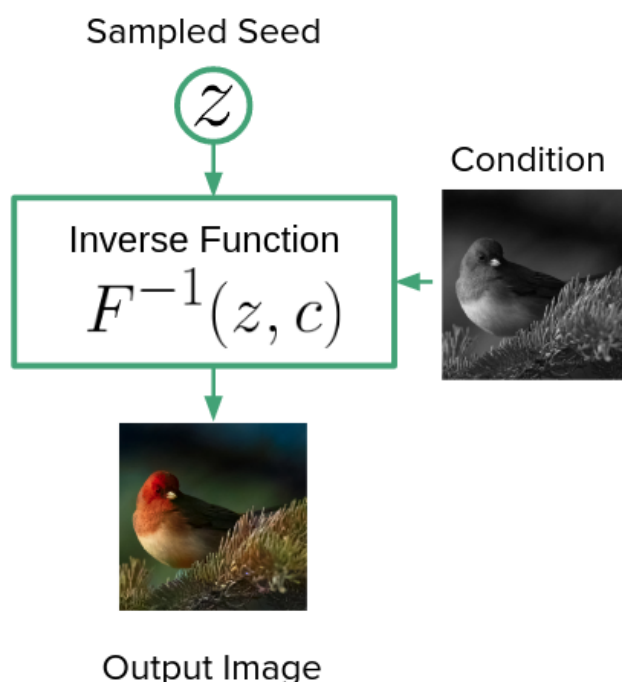 Sampled Seed
z
Condition
Inverse Function
F⁻¹(z, c)
Output Image